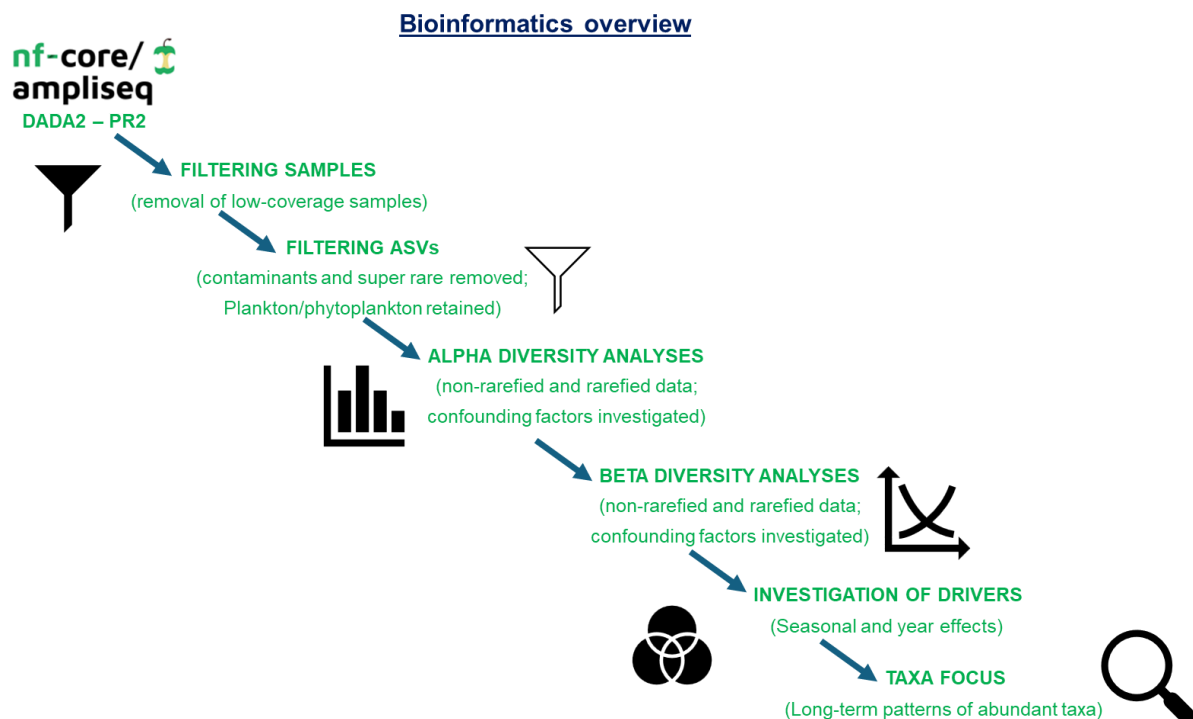 Bioinformatics overview
nf-core/
ampliseq
DADA2 – PR2
FILTERING SAMPLES
(removal of low-coverage samples)
FILTERING ASVs
(contaminants and super rare removed;
Plankton/phytoplankton retained)
ALPHA DIVERSITY ANALYSES
(non-rarefied and rarefied data;
confounding factors investigated)
BETA DIVERSITY ANALYSES
(non-rarefied and rarefied data;
confounding factors investigated)
INVESTIGATION OF DRIVERS
(Seasonal and year effects)
TAXA FOCUS
(Long-term patterns of abundant taxa)